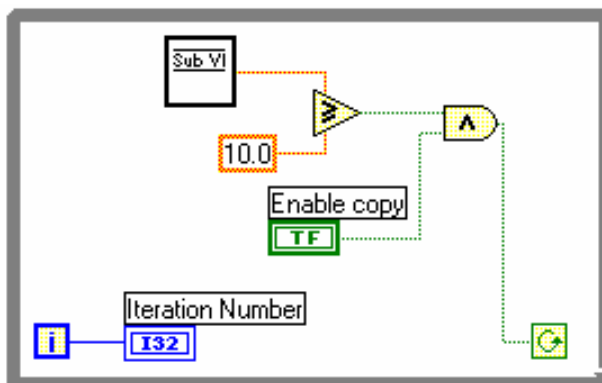 Sub VI
≥
10.0
∧
Enable copy
TF
Iteration Number
i
I32